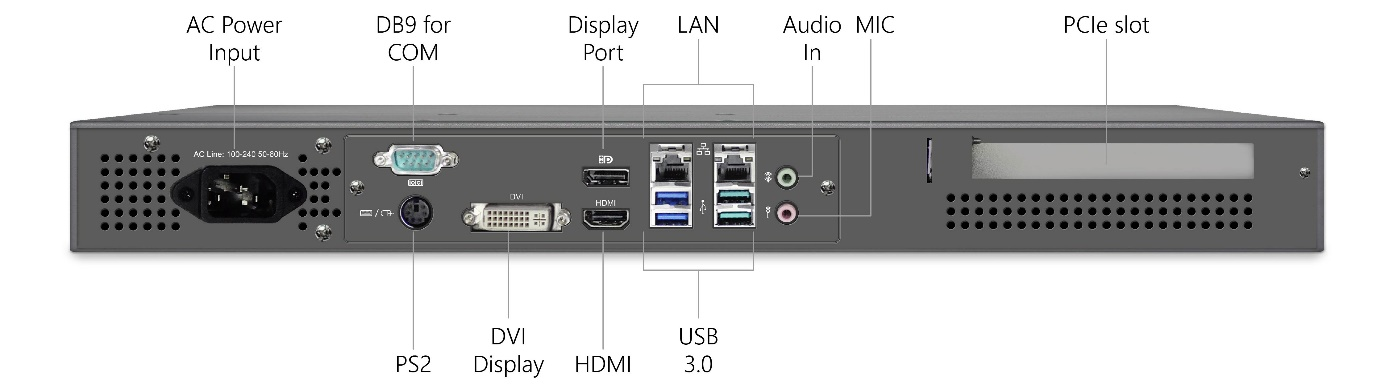 AC Power
Input
DB9 for
COM
Display
Port
LAN
Audio
In
MIC
PCIe slot
AC Line: 100-240 50-60Hz
DVI
HDMI
PS2
DVI
Display
HDMI
USB
3.0